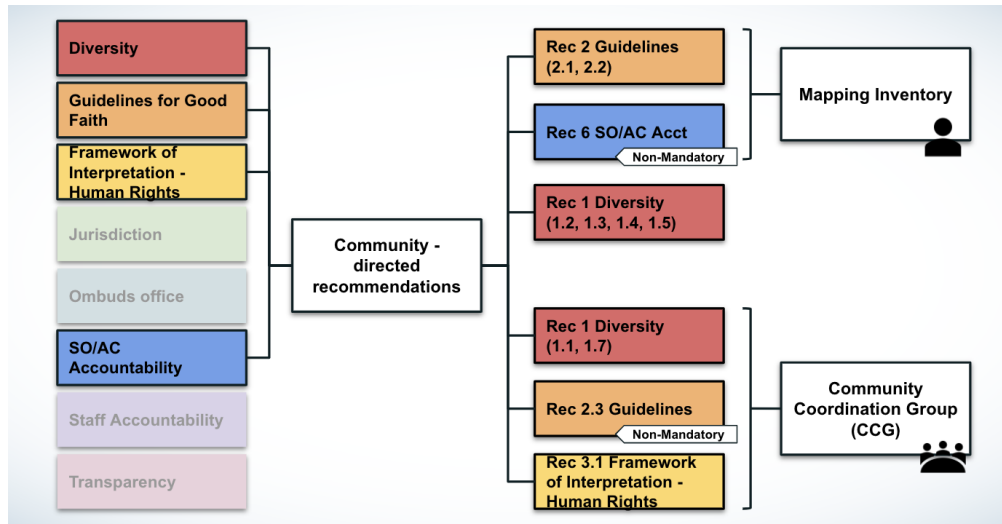 Diversity
Guidelines for Good
Faith
Framework of
Interpretation -
Human Rights
Jurisdiction
Ombuds office
SO/AC
Accountability
Staff Accountability
Transparency
Community -
directed
recommendations
Rec 2 Guidelines
(2.1, 2.2)
Rec 6 SO/AC Acct
Non-Mandatory
Rec 1 Diversity
(1.2, 1.3, 1.4, 1.5)
Rec 1 Diversity
(1.1, 1.7)
Rec 2.3 Guidelines
Non-Mandatory
Rec 3.1 Framework
of Interpretation -
Human Rights
Mapping Inventory
Community
Coordination Group
(CCG)